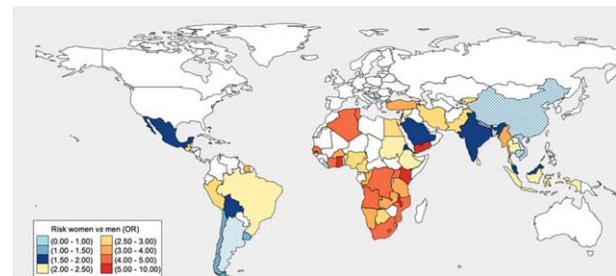 Risk women vs men (OR)
(0.00 - 1.00)
(1.00 - 1.50)
(1.50 - 2.00)
(2.00 - 2.50)
(2.50 - 3.00)
(3.00 - 4.00)
(4.00 - 5.00)
(5.00 - 10.00)